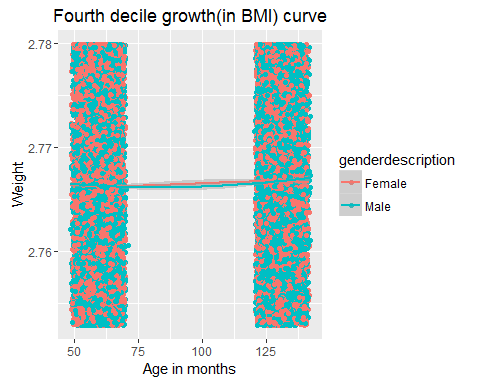 Fourth decile growth(in BMI) curve
2.78
2.77
2.76
Weight
50
75
100
125
Age in months
genderdescription
Female
Male